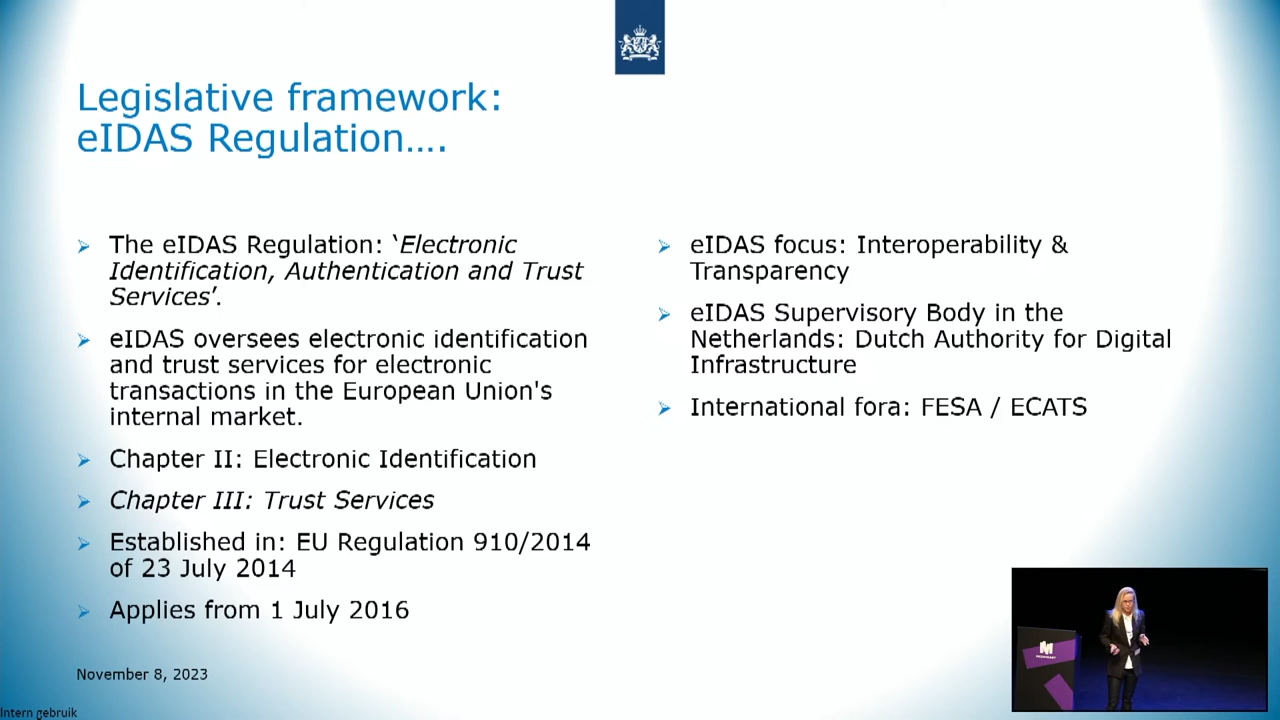 Legislative framework:
eIDAS Regulation....
The eIDAS Regulation: ‘Electronic
Identification, Authentication and Trust
Services’.
eIDAS oversees electronic identification
and trust services for electronic
transactions in the European Union's
internal market.
Chapter II: Electronic Identification
Chapter III: Trust Services
Established in: EU Regulation 910/2014
of 23 July 2014
Applies from 1 July 2016
eIDAS focus: Interoperability &
Transparency
eIDAS Supervisory Body in the
Netherlands: Dutch Authority for Digital
Infrastructure
International fora: FESA / ECATS
November 8, 2023
Intern gebruik